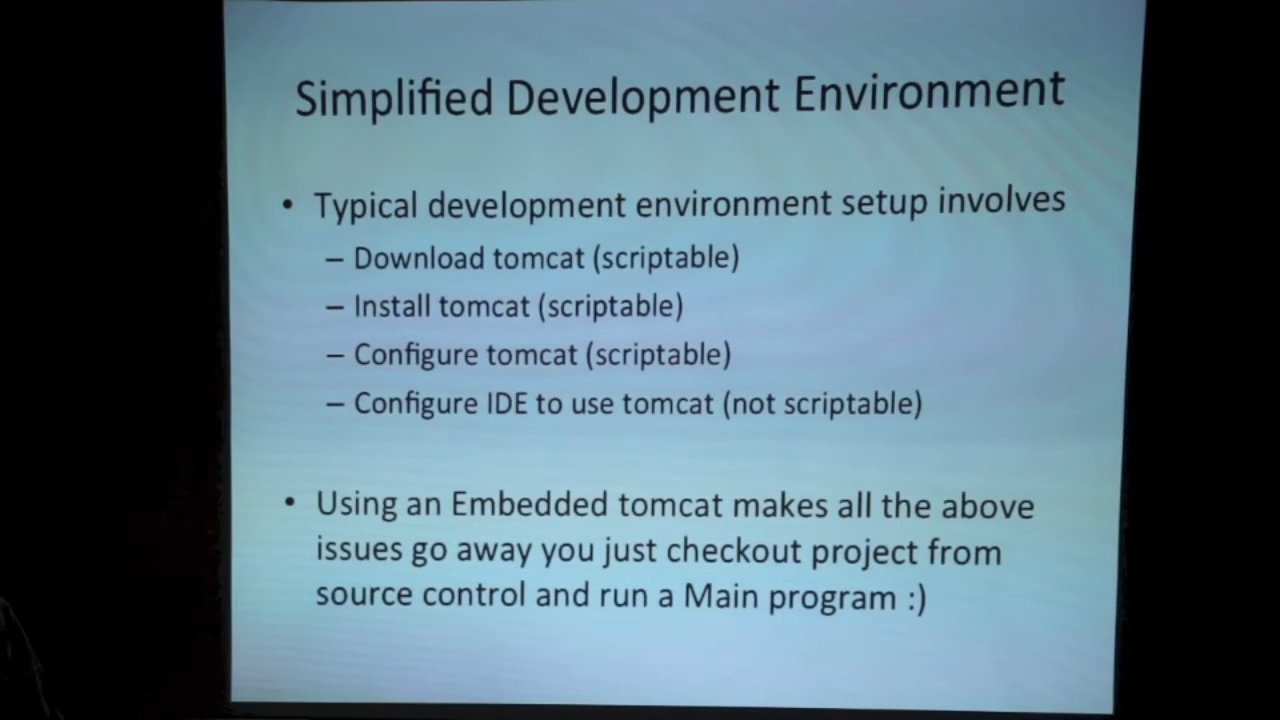 Simplified Development Environment
• Typical development environment setup involves
– Download tomcat (scriptable)
– Install tomcat (scriptable)
– Configure tomcat (scriptable)
– Configure IDE to use tomcat (not scriptable)
• Using an Embedded tomcat makes all the above
issues go away you just checkout project from
source control and run a Main program :)